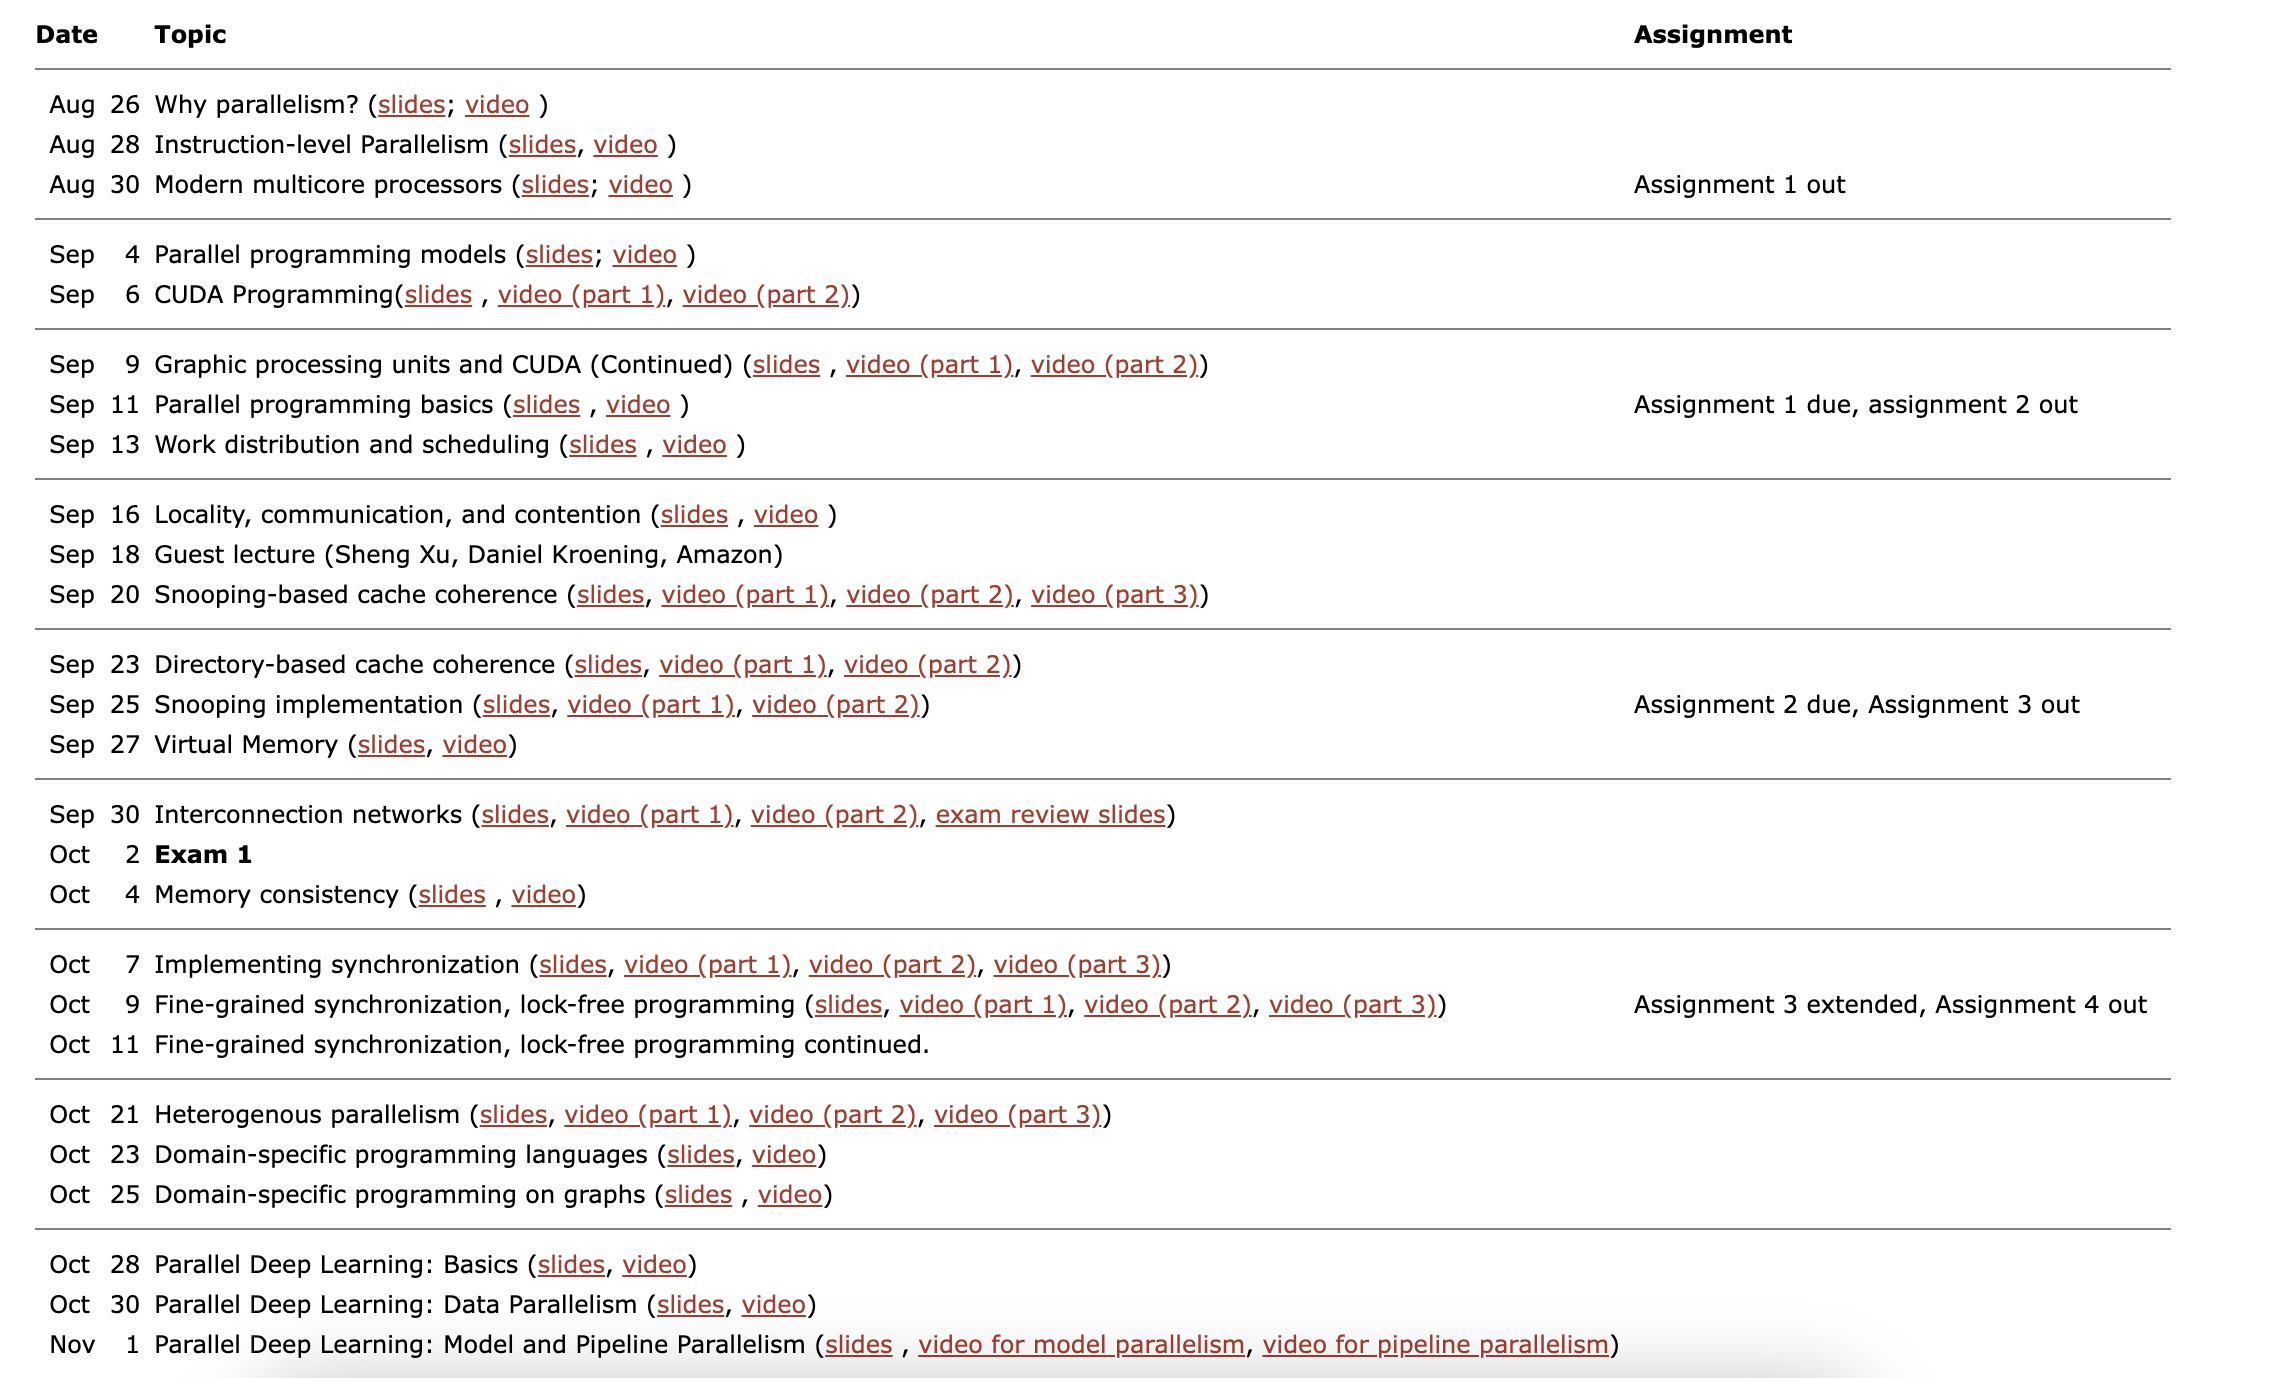 Date Topic Assignment
Aug 26 Why parallelism? (slides; video )
Aug 28 Instruction-level Parallelism (slides, video )
Aug 30 Modern multicore processors (slides; video ) Assignment 1 out
Sep 4 Parallel programming models (slides; video )
Sep 6 CUDA Programming(slides , video (part 1), video (part 2))
Sep 9 Graphic processing units and CUDA (Continued) (slides , video (part 1), video (part 2))
Sep 11 Parallel programming basics (slides , video ) Assignment 1 due, assignment 2 out
Sep 13 Work distribution and scheduling (slides , video )
Sep 16 Locality, communication, and contention (slides , video )
Sep 18 Guest lecture (Sheng Xu, Daniel Kroening, Amazon)
Sep 20 Snooping-based cache coherence (slides, video (part 1), video (part 2), video (part 3))
Sep 23 Directory-based cache coherence (slides, video (part 1), video (part 2))
Sep 25 Snooping implementation (slides, video (part 1), video (part 2)) Assignment 2 due, Assignment 3 out
Sep 27 Virtual Memory (slides, video)
Sep 30 Interconnection networks (slides, video (part 1), video (part 2), exam review slides)
Oct 2 Exam 1
Oct 4 Memory consistency (slides , video)
Oct 7 Implementing synchronization (slides, video (part 1), video (part 2), video (part 3))
Oct 9 Fine-grained synchronization, lock-free programming (slides, video (part 1), video (part 2), video (part 3)) Assignment 3 extended, Assignment 4 out
Oct 11 Fine-grained synchronization, lock-free programming continued.
Oct 21 Heterogenous parallelism (slides, video (part 1), video (part 2), video (part 3))
Oct 23 Domain-specific programming languages (slides, video)
Oct 25 Domain-specific programming on graphs (slides , video)
Oct 28 Parallel Deep Learning: Basics (slides, video)
Oct 30 Parallel Deep Learning: Data Parallelism (slides, video)
Nov 1 Parallel Deep Learning: Model and Pipeline Parallelism (slides , video for model parallelism, video for pipeline parallelism)